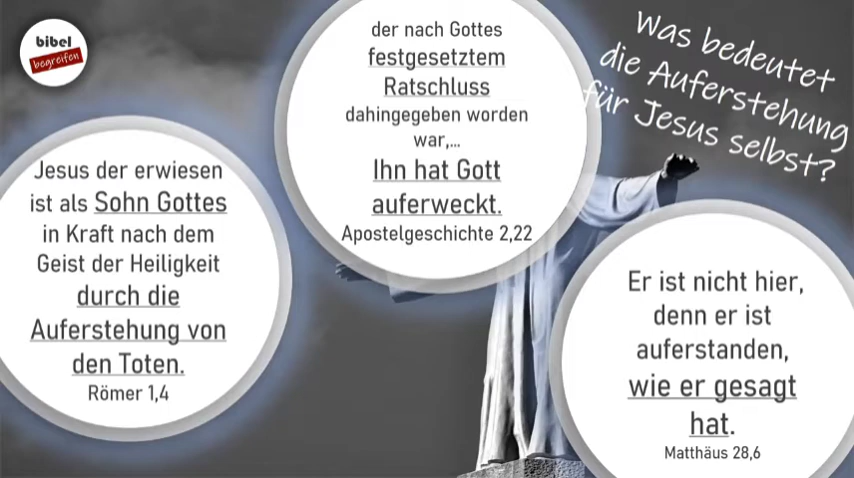 bibel
begreifen
Was bedeutet
die Auferstehung
für Jesus selbst?
Jesus der erwiesen
ist als Sohn Gottes
in Kraft nach dem
Geist der Heiligkeit
durch die
Auferstehung von
den Toten.
Römer 1,4
der nach Gottes
festgesetztem
Ratschluss
dahingegeben worden
war,...
Ihn hat Gott
auferweckt.
Apostelgeschichte 2,22
Er ist nicht hier,
denn er ist
auferstanden,
wie er gesagt
hat.
Matthäus 28,6